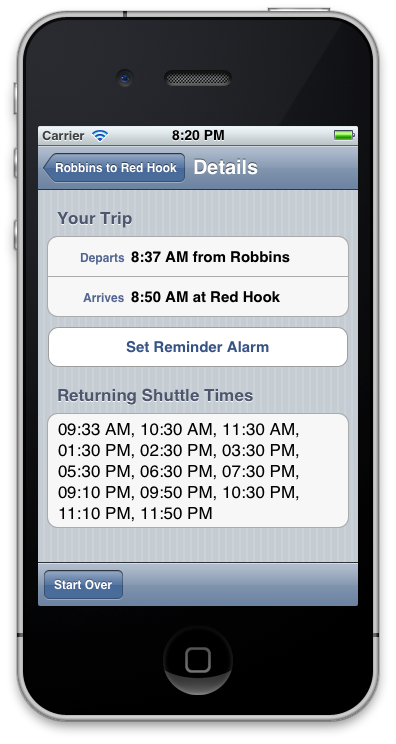 Carrier 8:20 PM
Robbins to Red Hook Details
Your Trip
Departs 8:37 AM from Robbins
Arrives 8:50 AM at Red Hook
Set Reminder Alarm
Returning Shuttle Times
09:33 AM, 10:30 AM, 11:30 AM,
01:30 PM, 02:30 PM, 03:30 PM,
05:30 PM, 06:30 PM, 07:30 PM,
09:10 PM, 09:50 PM, 10:30 PM,
11:10 PM, 11:50 PM
Start Over